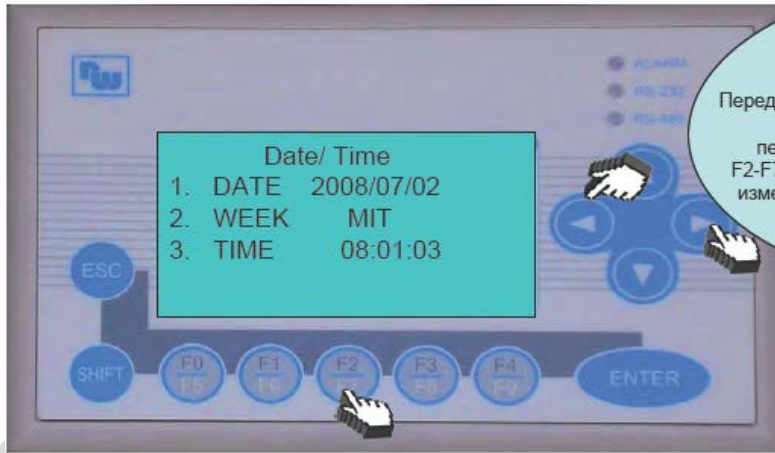 ALARM
RS-232
RS-485
Перед
пе
F2-F
изме
Date/ Time
1. DATE 2008/07/02
2. WEEK MIT
3. TIME 08:01:03
ESC
SHIFT
F0 F1 F2 F3 F4
F5 F6 F7 F8 F9
ENTER